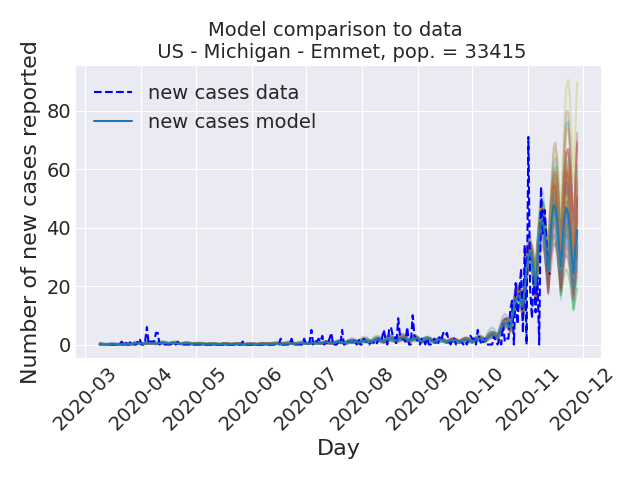 Model comparison to data
US - Michigan - Emmet, pop. = 33415
Number of new cases reported
new cases data
new cases model
80
60
40
20
0
2020-03
2020-04
2020-05
2020-06
2020-07
2020-08
2020-09
2020-10
2020-11
2020-12
Day